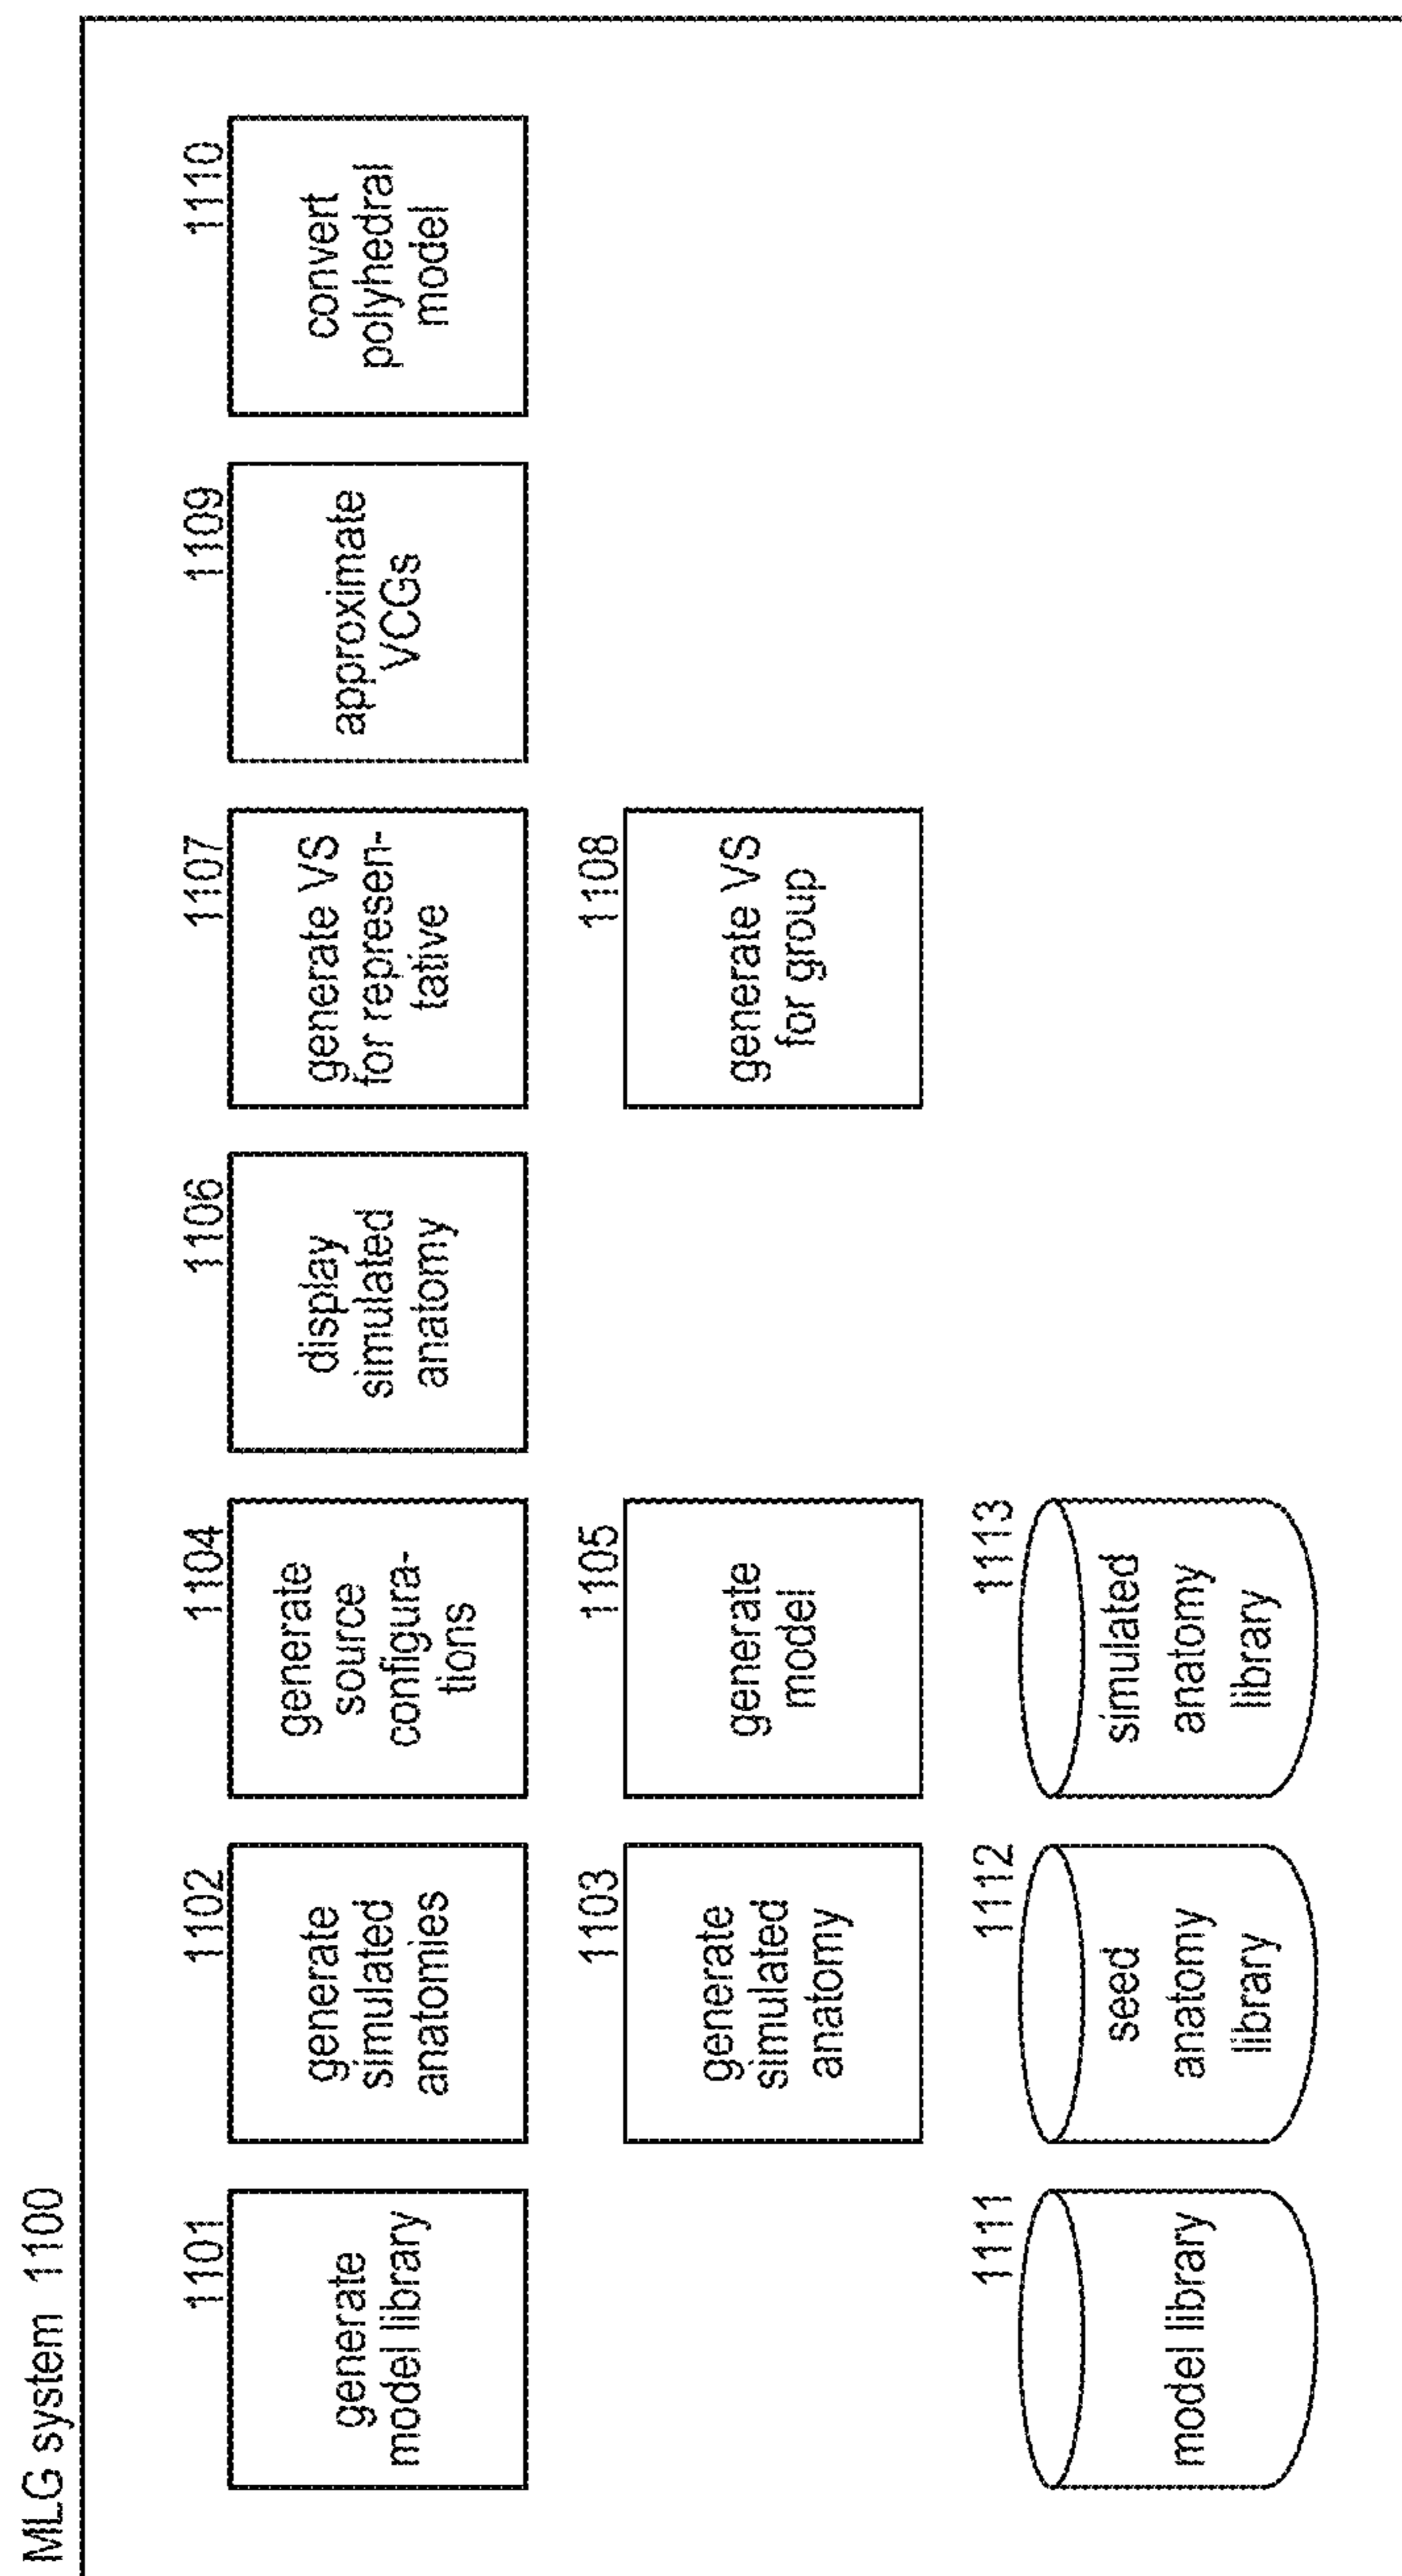 MLG system 1100
1101
generate
model library
1102
generate
simulated
anatomies
1104
generate
source
configura-
tions
1106
display
simulated
anatomy
1107
generate VS
for represen-
tative
1109
approximate
VCGs
1110
convert
polyhedral
model
1103
generate
simulated
anatomy
1105
generate
model
1108
generate VS
for group
1111
model library
1112
seed
anatomy
library
1113
simulated
anatomy
library